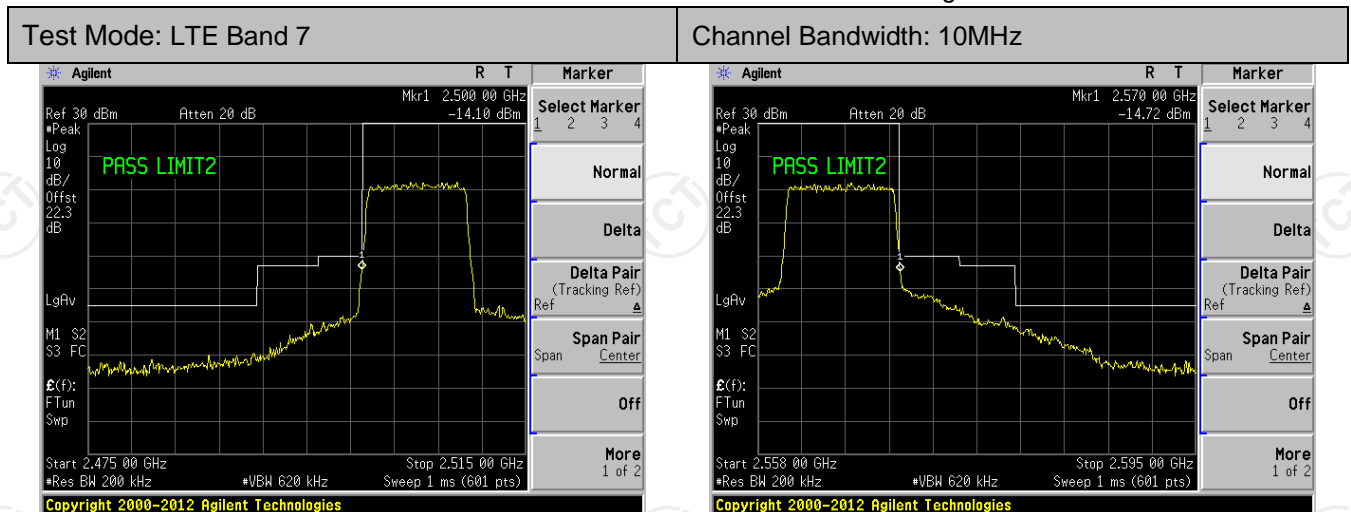 Test Mode: LTE Band 7
Channel Bandwidth: 10MHz
Agilent R T Marker
Mkr1 2.500 00 GHz
Ref 30 dBm Atten 20 dB -14.10 dBm
#Peak
Log
10
dB/
Offst
22.3
dB
PASS LIMIT2
1
LgAv
M1 S2
S3 FC
£(f):
FTun
Swp
Start 2.475 00 GHz Stop 2.515 00 GHz
#Res BW 200 kHz #VBW 620 kHz Sweep 1 ms (601 pts)
Copyright 2000-2012 Agilent Technologies
Select Marker
1 2 3 4
Normal
Delta
Delta Pair
(Tracking Ref)
Ref Δ
Span Pair
Span Center
Off
More
1 of 2
Agilent R T Marker
Mkr1 2.570 00 GHz
Ref 30 dBm Atten 20 dB -14.72 dBm
#Peak
Log
10
dB/
Offst
22.3
dB
PASS LIMIT2
1
LgAv
M1 S2
S3 FC
£(f):
FTun
Swp
Start 2.558 00 GHz Stop 2.595 00 GHz
#Res BW 200 kHz #VBW 620 kHz Sweep 1 ms (601 pts)
Copyright 2000-2012 Agilent Technologies
Select Marker
1 2 3 4
Normal
Delta
Delta Pair
(Tracking Ref)
Ref Δ
Span Pair
Span Center
Off
More
1 of 2